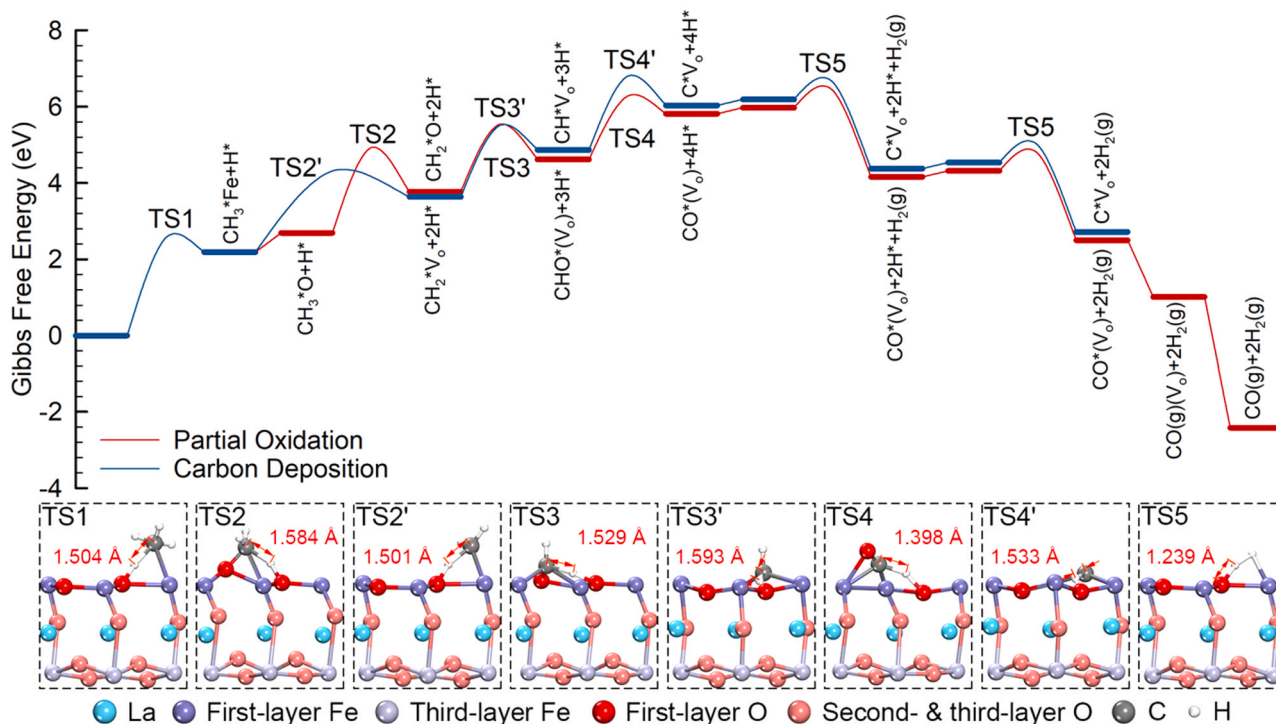 Gibbs Free Energy (eV)
8
6
4
2
0
-2
-4
TS1
CH₃*Fe+H*
TS2'
CH₃*O+H*
TS2
CH₂*O+2H*
CH₂*Vₒ+2H*
TS3'
TS3
CH*Vₒ+3H*
CHO*(Vₒ)+3H*
TS4'
TS4
C*Vₒ+4H*
CO*(Vₒ)+4H*
TS5
C*Vₒ+2H*+H₂(g)
CO*(Vₒ)+2H*+H₂(g)
TS5
C*Vₒ+2H₂(g)
CO*(Vₒ)+2H₂(g)
CO(g)(Vₒ)+2H₂(g)
CO(g)+2H₂(g)
Partial Oxidation
Carbon Deposition
TS1
1.504 Å
TS2
1.584 Å
TS2'
1.501 Å
TS3
1.529 Å
TS3'
1.593 Å
TS4
1.398 Å
TS4'
1.533 Å
TS5
1.239 Å
La First-layer Fe Third-layer Fe First-layer O Second- & third-layer O C H